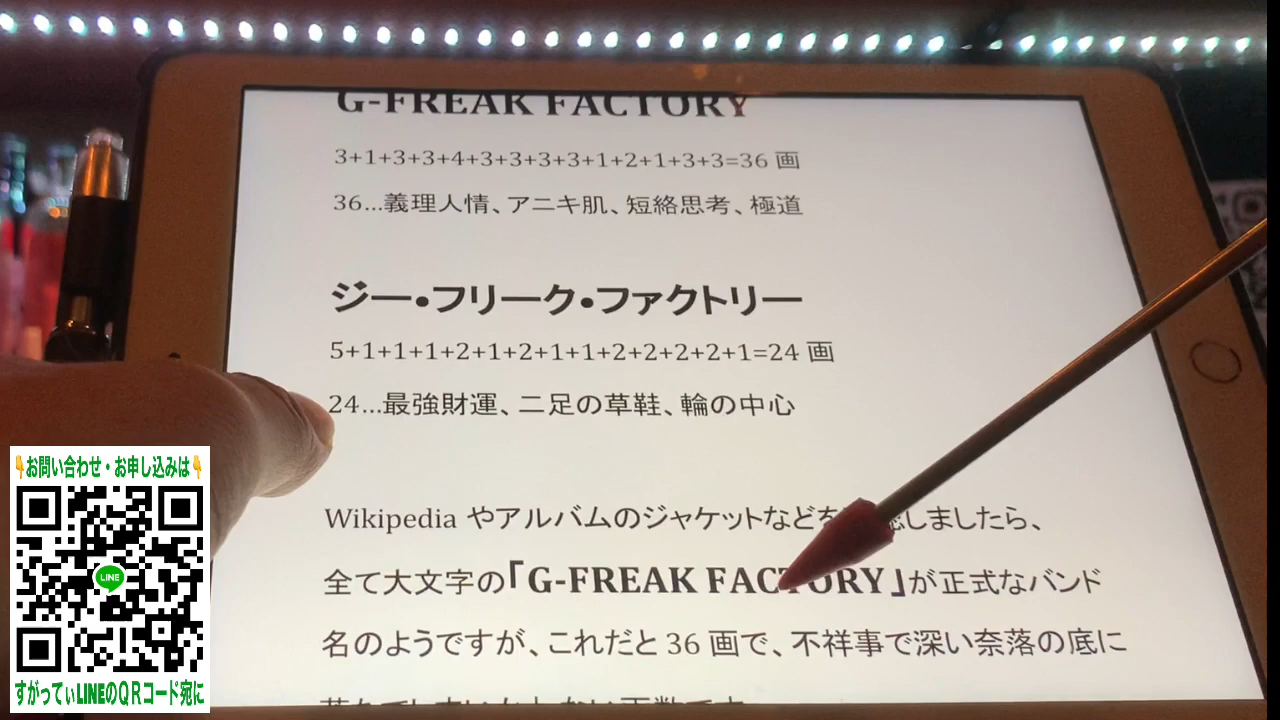 G-FREAK FACTORY
3+1+3+3+4+3+3+3+3+1+2+1+3+3=36 画
36…義理人情、アニキ肌、短絡思考、極道
ジー・フリーク・ファクトリー
5+1+1+1+2+1+2+1+1+2+2+2+2+1=24 画
24…最強財運、二足の草鞋、輪の中心
Wikipedia やアルバムのジャケットなどを認しましたら、
全て大文字の「G-FREAK FACTORY」が正式なバンド
名のようですが、これだと 36 画で、不祥事で深い奈落の底に
👇お問い合わせ・お申し込みは👇
LINE
すがってぃLINEのQRコード宛に